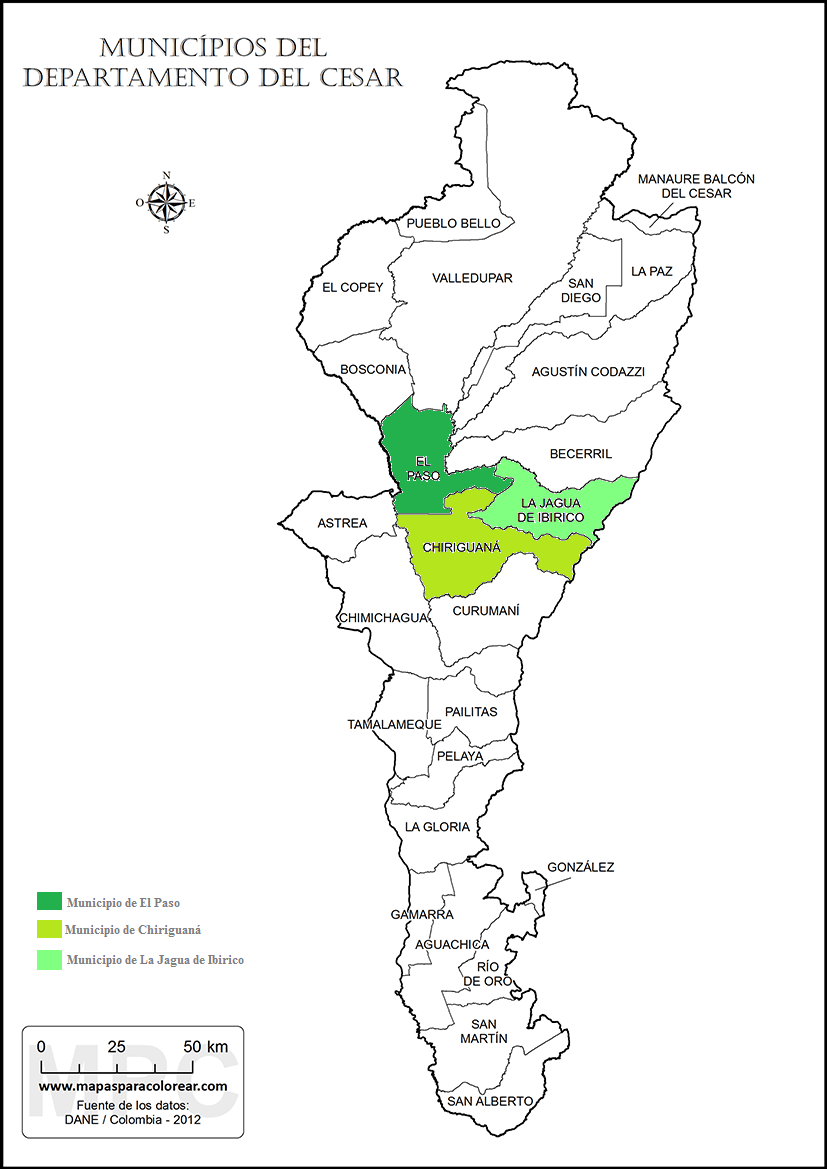 MUNICÍPIOS DEL
DEPARTAMENTO DEL CESAR
N
O
E
S
MANAURE BALCÓN
DEL CESAR
PUEBLO BELLO
VALLEDUPAR
SAN
DIEGO
LA PAZ
EL COPEY
BOSCONIA
AGUSTÍN CODAZZI
BECERRIL
EL
PASO
LA JAGUA
DE IBIRICO
ASTREA
CHIRIGUANÁ
CHIMICHAGUA
CURUMANÍ
PAILITAS
TAMALAMEQUE
PELAYA
LA GLORIA
GONZÁLEZ
GAMARRA
AGUACHICA
RÍO
DE ORO
SAN
MARTÍN
SAN ALBERTO
Municipio de El Paso
Municipio de Chiriguaná
Municipio de La Jagua de Ibirico
0 25 50 km
MPC
www.mapasparacolorear.com
Fuente de los datos:
DANE / Colombia - 2012